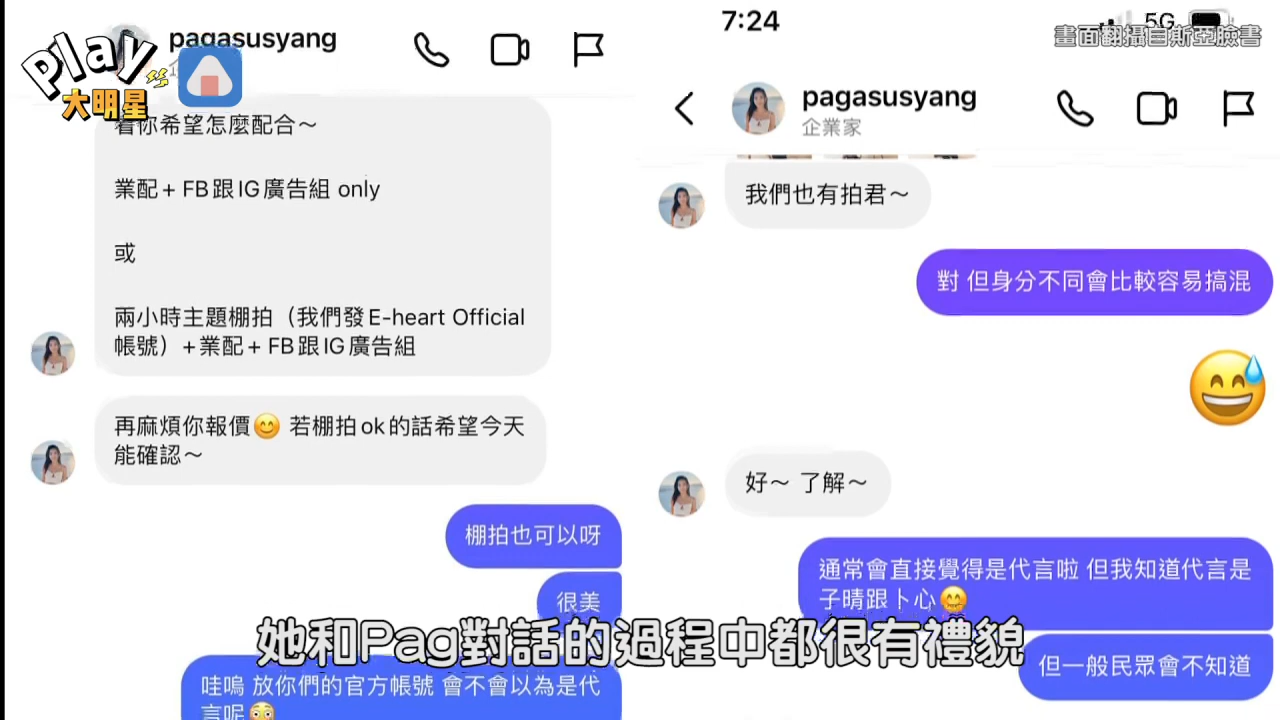 Play
大明星
pagasusyang
看你希望怎麼配合～
業配+ FB跟IG廣告組 only
或
兩小時主題棚拍（我們發E-heart Official
帳號）+業配+ FB跟IG廣告組
再麻煩你報價😊 若棚拍ok的話希望今天
能確認～
棚拍也可以呀
很美
哇嗚 放你們的官方帳號 會不會以為是代
言呢😳
7:24
5G
畫面翻攝自斯亞臉書
pagasusyang
企業家
我們也有拍君～
對 但身分不同會比較容易搞混
😅
好～ 了解～
通常會直接覺得是代言啦 但我知道代言是
子晴跟卜心😊
但一般民眾會不知道
她和Pag對話的過程中都很有禮貌